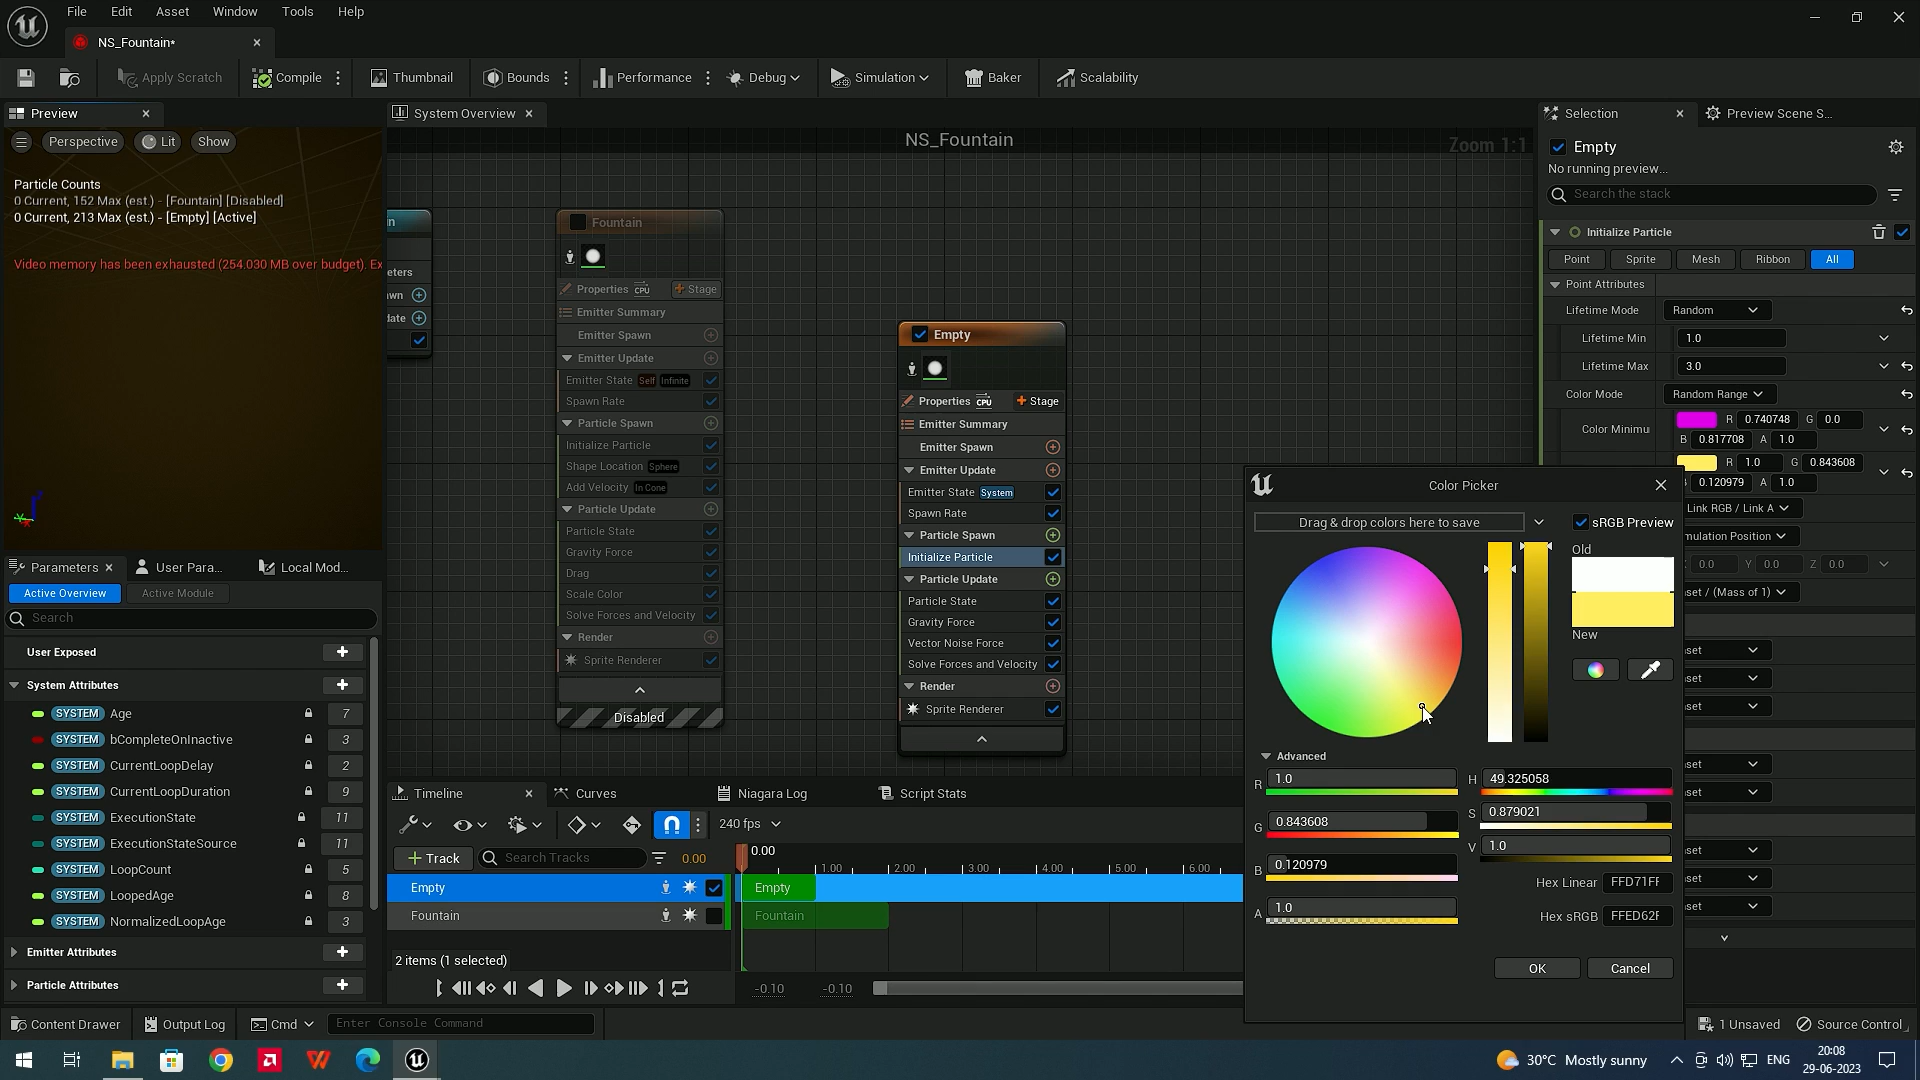 File Edit Asset Window Tools Help
NS_Fountain*
Apply Scratch Compile Thumbnail Bounds Performance Debug Simulation Baker Scalability
Preview
System Overview
Selection
Preview Scene S...
Perspective Lit Show
NS_Fountain
Zoom 1:1
Empty
No running preview...
Search the stack
Particle Counts
0 Current, 152 Max (est.) - [Fountain] [Disabled]
0 Current, 213 Max (est.) - [Empty] [Active]
Video memory has been exhausted (254.030 MB over budget). Ex
Fountain
Properties CPU Stage
Emitter Summary
Emitter Spawn
Emitter Update
Emitter State Self Infinite
Spawn Rate
Particle Spawn
Initialize Particle
Shape Location Sphere
Add Velocity In Cone
Particle Update
Particle State
Gravity Force
Drag
Scale Color
Solve Forces and Velocity
Render
Sprite Renderer
Disabled
Empty
Properties CPU Stage
Emitter Summary
Emitter Spawn
Emitter Update
Emitter State System
Spawn Rate
Particle Spawn
Initialize Particle
Particle Update
Particle State
Gravity Force
Vector Noise Force
Solve Forces and Velocity
Render
Sprite Renderer
Initialize Particle
Point Sprite Mesh Ribbon All
Point Attributes
Lifetime Mode Random
Lifetime Min 1.0
Lifetime Max 3.0
Color Mode Random Range
Color Minimu R 0.740748 G 0.0
B 0.817708 A 1.0
R 1.0 G 0.843608
0.120979 A 1.0
Link RGB / Link A
mulation Position
0.0 Y 0.0 Z 0.0
set / (Mass of 1)
Color Picker
Drag & drop colors here to save
sRGB Preview
Old
New
Advanced
R 1.0
G 0.843608
B 0.120979
A 1.0
H 49.325058
S 0.879021
V 1.0
Hex Linear FFD71FF
Hex sRGB FFED62F
OK Cancel
Parameters User Para... Local Mod...
Active Overview Active Module
Search
User Exposed
System Attributes
SYSTEM Age 7
SYSTEM bCompleteOnInactive 3
SYSTEM CurrentLoopDelay 2
SYSTEM CurrentLoopDuration 9
SYSTEM ExecutionState 11
SYSTEM ExecutionStateSource 11
SYSTEM LoopCount 5
SYSTEM LoopedAge 8
SYSTEM NormalizedLoopAge 3
Emitter Attributes
Particle Attributes
Timeline Curves Niagara Log Script Stats
240 fps
Track Search Tracks 0.00
0.00
1.00 2.00 3.00 4.00 5.00 6.00
Empty Empty
Fountain Fountain
2 items (1 selected)
-0.10 -0.10
Content Drawer Output Log Cmd Enter Console Command
1 Unsaved Source Control
30°C Mostly sunny
ENG
20:08
29-06-2023